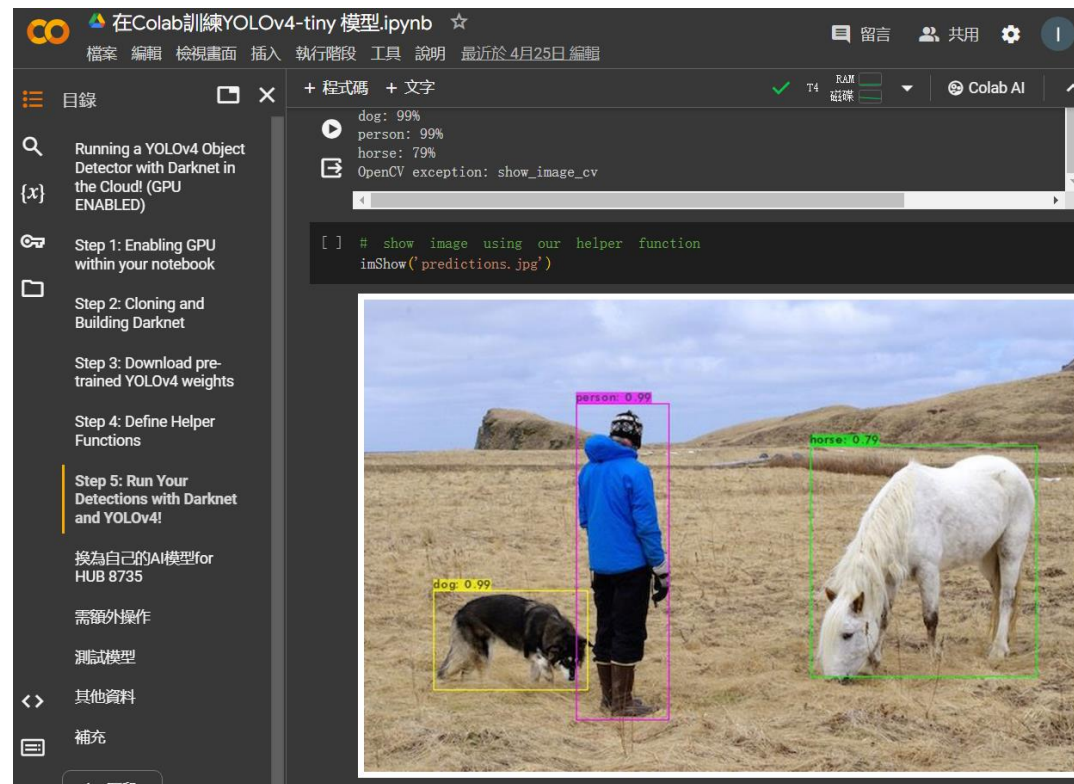 CO
在Colab訓練YOLOv4-tiny 模型.ipynb
檔案 編輯 檢視畫面 插入 執行階段 工具 說明 最近於 4月25日 編輯
留言 共用 I
目錄
+ 程式碼 + 文字
T4 RAM 磁碟 Colab AI
{x}
Running a YOLOv4 Object
Detector with Darknet in
the Cloud! (GPU
ENABLED)
Step 1: Enabling GPU
within your notebook
Step 2: Cloning and
Building Darknet
Step 3: Download pre-
trained YOLOv4 weights
Step 4: Define Helper
Functions
Step 5: Run Your
Detections with Darknet
and YOLOv4!
換為自己的AI模型for
HUB 8735
需額外操作
測試模型
其他資料
補充
dog: 99%
person: 99%
horse: 79%
OpenCV exception: show_image_cv
[ ] # show image using our helper function
imShow('predictions.jpg')
person: 0.99
horse: 0.79
dog: 0.99